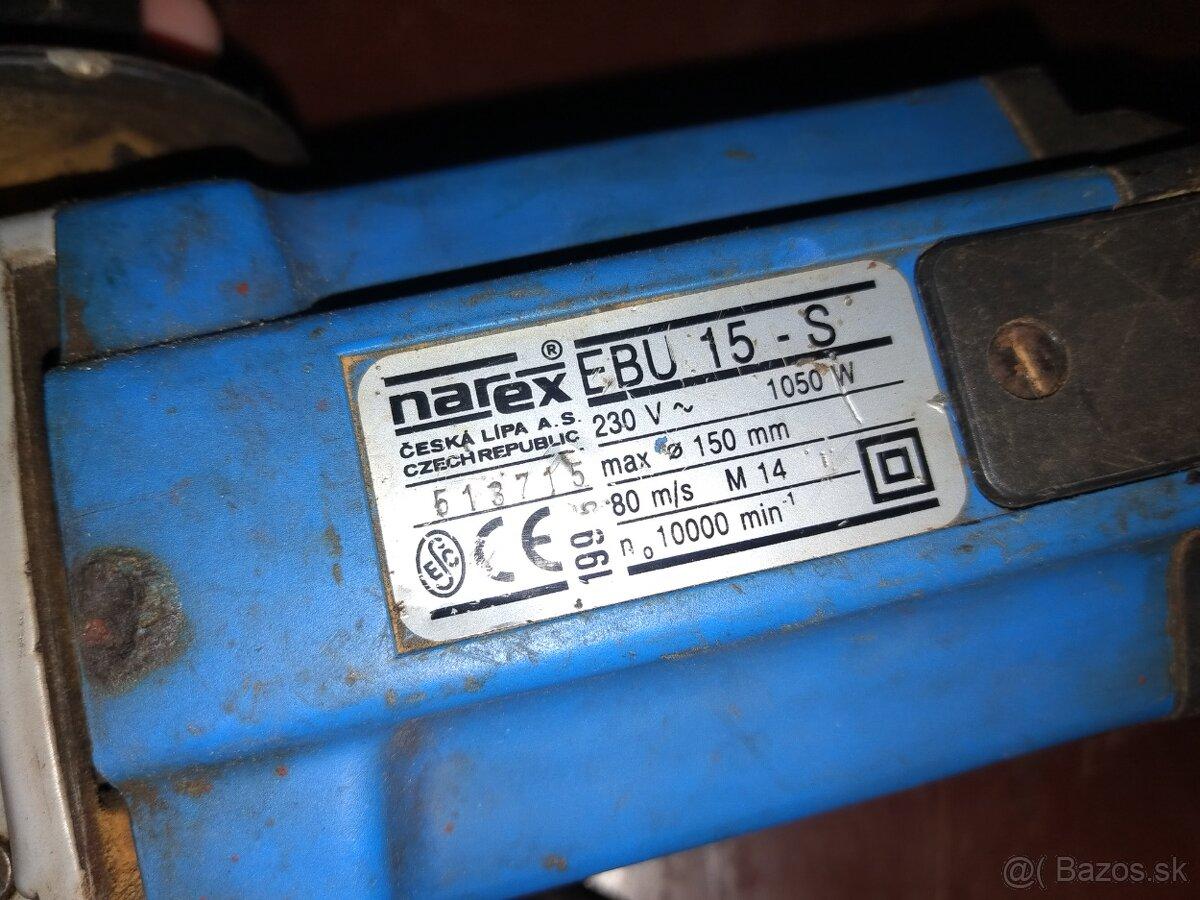 narex ®
EBU 15 - S
ČESKÁ LÍPA A.S.
CZECH REPUBLIC
513715
230 V ~ 1050 W
max ø 150 mm
80 m/s M 14
n₀ 10000 min⁻¹
ESČ CE
199
@( Bazos.sk